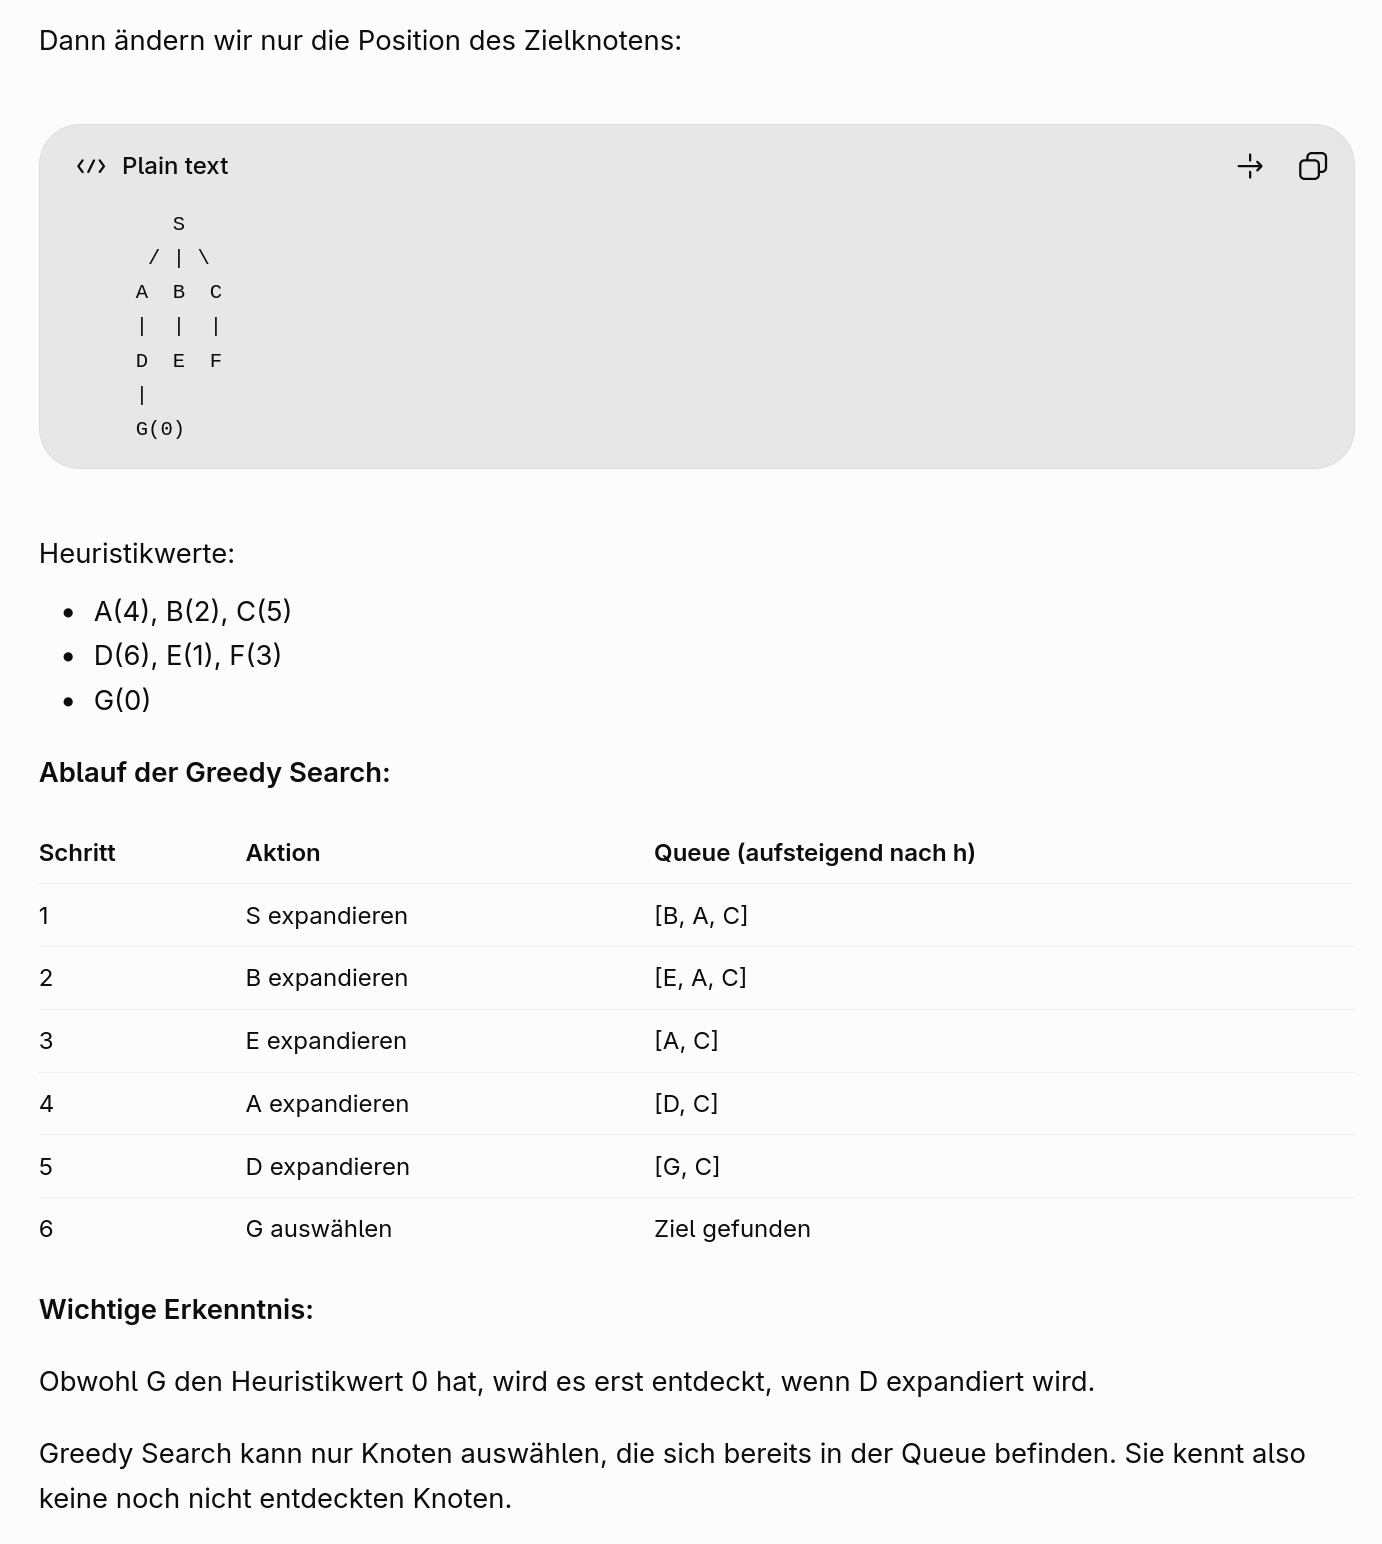 Dann ändern wir nur die Position des Zielknotens:
Plain text
S
/ | \
A B C
| | |
D E F
|
G(0)
Heuristikwerte:
• A(4), B(2), C(5)
• D(6), E(1), F(3)
• G(0)
Ablauf der Greedy Search:
Schritt Aktion Queue (aufsteigend nach h)
1 S expandieren [B, A, C]
2 B expandieren [E, A, C]
3 E expandieren [A, C]
4 A expandieren [D, C]
5 D expandieren [G, C]
6 G auswählen Ziel gefunden
Wichtige Erkenntnis:
Obwohl G den Heuristikwert 0 hat, wird es erst entdeckt, wenn D expandiert wird.
Greedy Search kann nur Knoten auswählen, die sich bereits in der Queue befinden. Sie kennt also
keine noch nicht entdeckten Knoten.